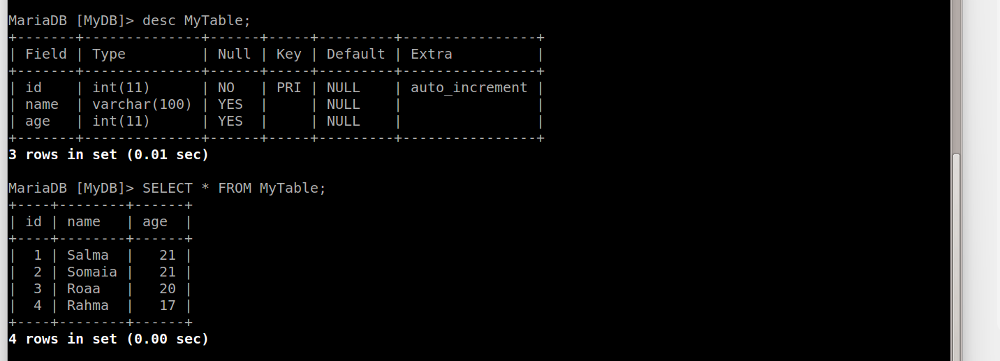 MariaDB [MyDB]> desc MyTable;
+-------+--------------+------+-----+---------+----------------+
| Field | Type         | Null | Key | Default | Extra          |
+-------+--------------+------+-----+---------+----------------+
| id    | int(11)      | NO   | PRI | NULL    | auto_increment |
| name  | varchar(100) | YES  |     | NULL    |                |
| age   | int(11)      | YES  |     | NULL    |                |
+-------+--------------+------+-----+---------+----------------+
3 rows in set (0.01 sec)

MariaDB [MyDB]> SELECT * FROM MyTable;
+----+--------+------+
| id | name   | age  |
+----+--------+------+
|  1 | Salma  |   21 |
|  2 | Somaia |   21 |
|  3 | Roaa   |   20 |
|  4 | Rahma  |   17 |
+----+--------+------+
4 rows in set (0.00 sec)